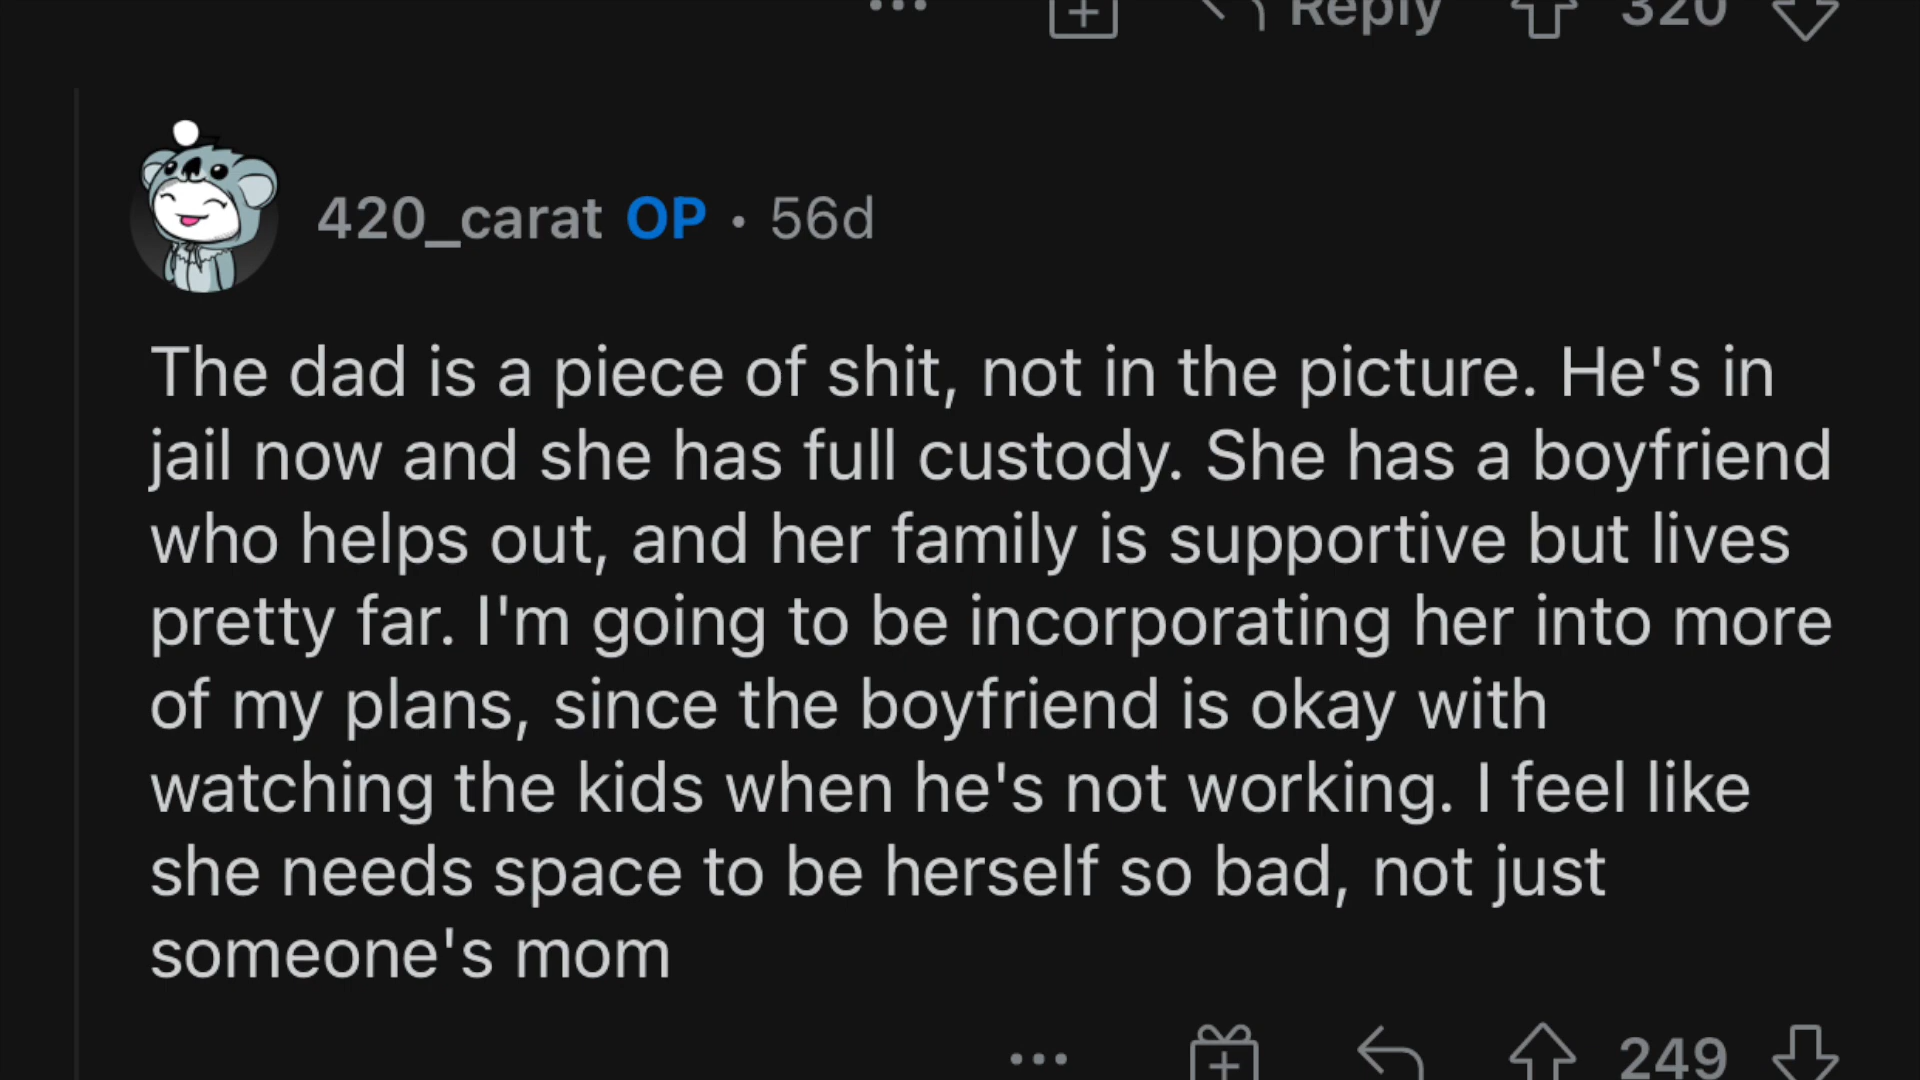 Reply 320
420_carat OP • 56d
The dad is a piece of shit, not in the picture. He's in
jail now and she has full custody. She has a boyfriend
who helps out, and her family is supportive but lives
pretty far. I'm going to be incorporating her into more
of my plans, since the boyfriend is okay with
watching the kids when he's not working. I feel like
she needs space to be herself so bad, not just
someone's mom
249